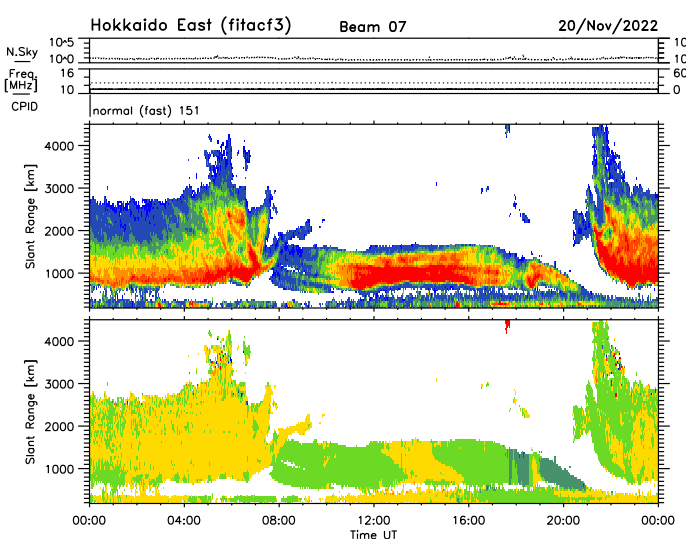 Hokkaido East (fitacf3) Beam 07 20/Nov/2022
N.Sky 10^5 10^0 10 10
Freq. [MHz] 16 10 60 0
CPID normal (fast) 151
Slant Range [km] 4000 3000 2000 1000
Slant Range [km] 4000 3000 2000 1000
00:00 04:00 08:00 12:00 16:00 20:00 00:00
Time UT